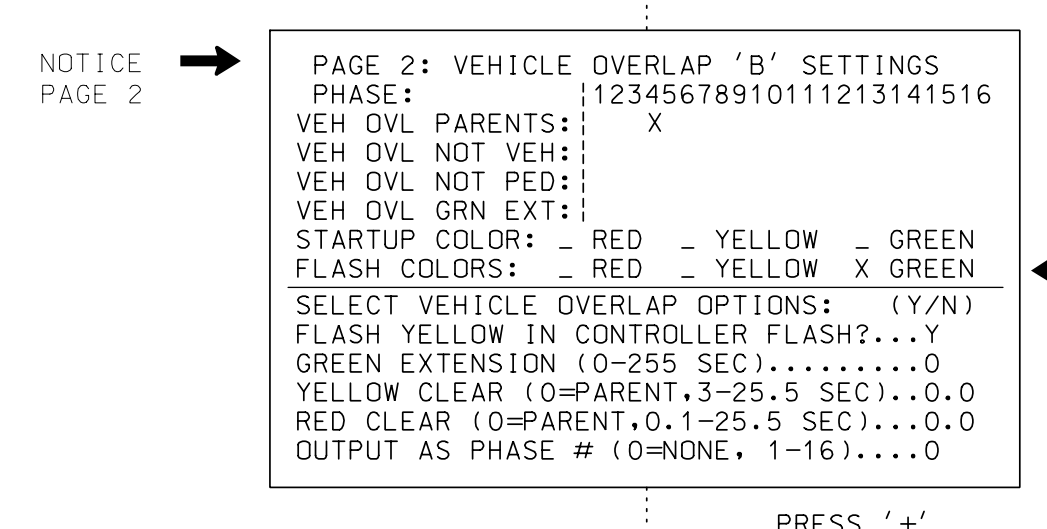 NOTICE
PAGE 2
PAGE 2: VEHICLE OVERLAP 'B' SETTINGS
PHASE: |12345678910111213141516
VEH OVL PARENTS:| X
VEH OVL NOT VEH:|
VEH OVL NOT PED:|
VEH OVL GRN EXT:|
STARTUP COLOR: _ RED _ YELLOW _ GREEN
FLASH COLORS: _ RED _ YELLOW X GREEN
SELECT VEHICLE OVERLAP OPTIONS: (Y/N)
FLASH YELLOW IN CONTROLLER FLASH?...Y
GREEN EXTENSION (0-255 SEC).........0
YELLOW CLEAR (0=PARENT,3-25.5 SEC)..0.0
RED CLEAR (0=PARENT,0.1-25.5 SEC)...0.0
OUTPUT AS PHASE # (0=NONE, 1-16)....0
PRESS '+'